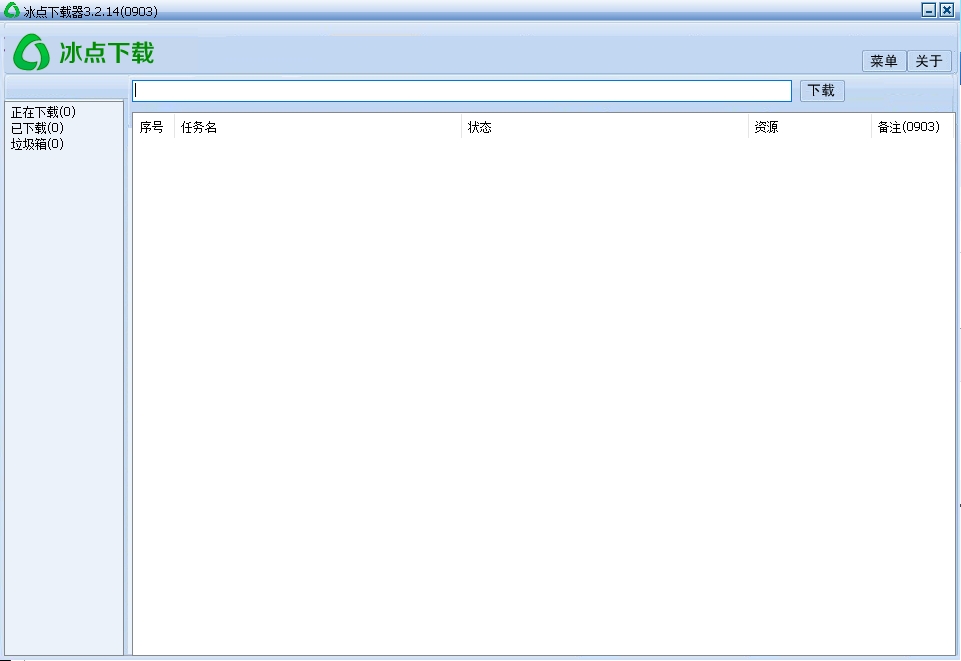 冰点下载器3.2.14(0903)
冰点下载
菜单 关于
下载
正在下载(0)
已下载(0)
垃圾箱(0)
序号 任务名 状态 资源 备注(0903)